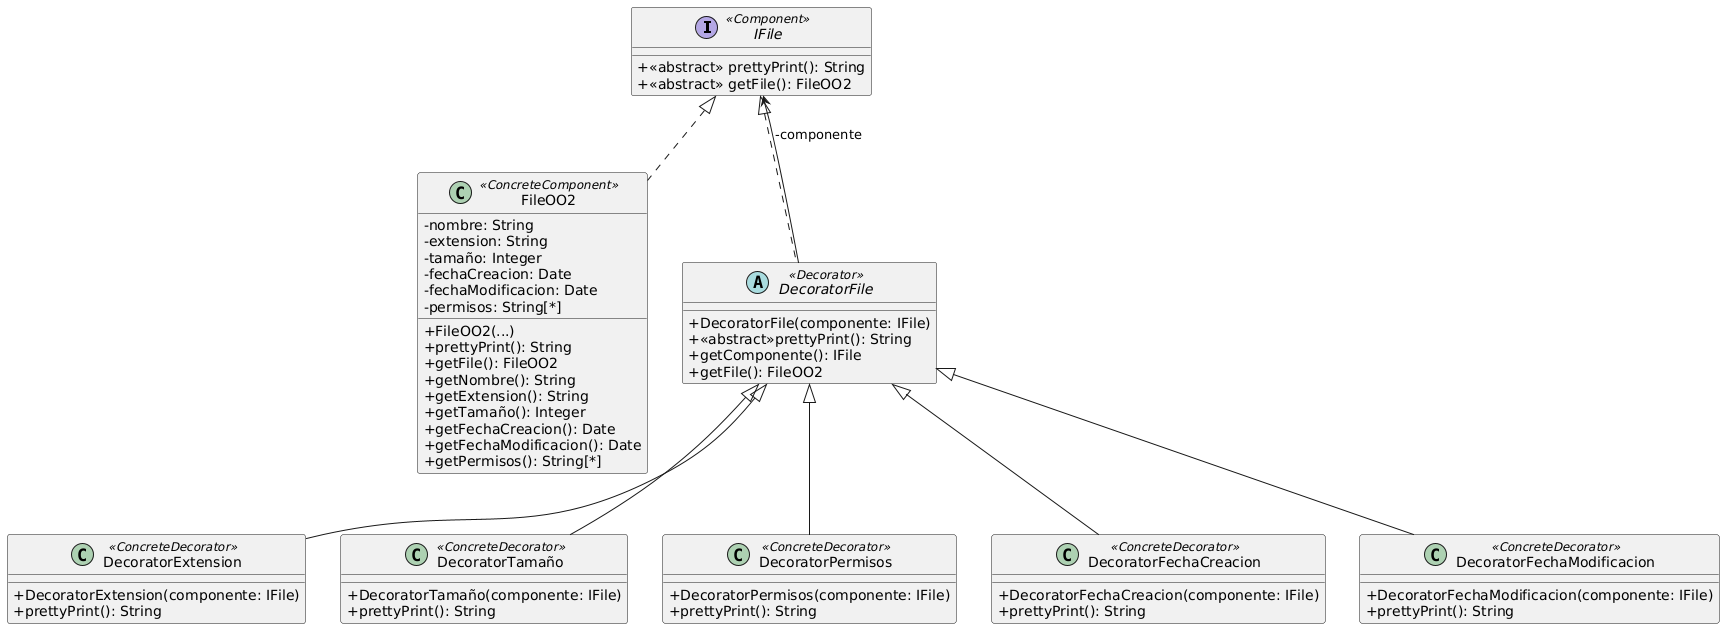 «Component»
I IFile
+«abstract» prettyPrint(): String
+«abstract» getFile(): FileOO2
-componente
«ConcreteComponent»
C FileOO2
-nombre: String
-extension: String
-tamaño: Integer
-fechaCreacion: Date
-fechaModificacion: Date
-permisos: String[*]
+FileOO2(...)
+prettyPrint(): String
+getFile(): FileOO2
+getNombre(): String
+getExtension(): String
+getTamaño(): Integer
+getFechaCreacion(): Date
+getFechaModificacion(): Date
+getPermisos(): String[*]
«Decorator»
A DecoratorFile
+DecoratorFile(componente: IFile)
+«abstract»prettyPrint(): String
+getComponente(): IFile
+getFile(): FileOO2
«ConcreteDecorator»
C DecoratorExtension
+DecoratorExtension(componente: IFile)
+prettyPrint(): String
«ConcreteDecorator»
C DecoratorTamaño
+DecoratorTamaño(componente: IFile)
+prettyPrint(): String
«ConcreteDecorator»
C DecoratorPermisos
+DecoratorPermisos(componente: IFile)
+prettyPrint(): String
«ConcreteDecorator»
C DecoratorFechaCreacion
+DecoratorFechaCreacion(componente: IFile)
+prettyPrint(): String
«ConcreteDecorator»
C DecoratorFechaModificacion
+DecoratorFechaModificacion(componente: IFile)
+prettyPrint(): String